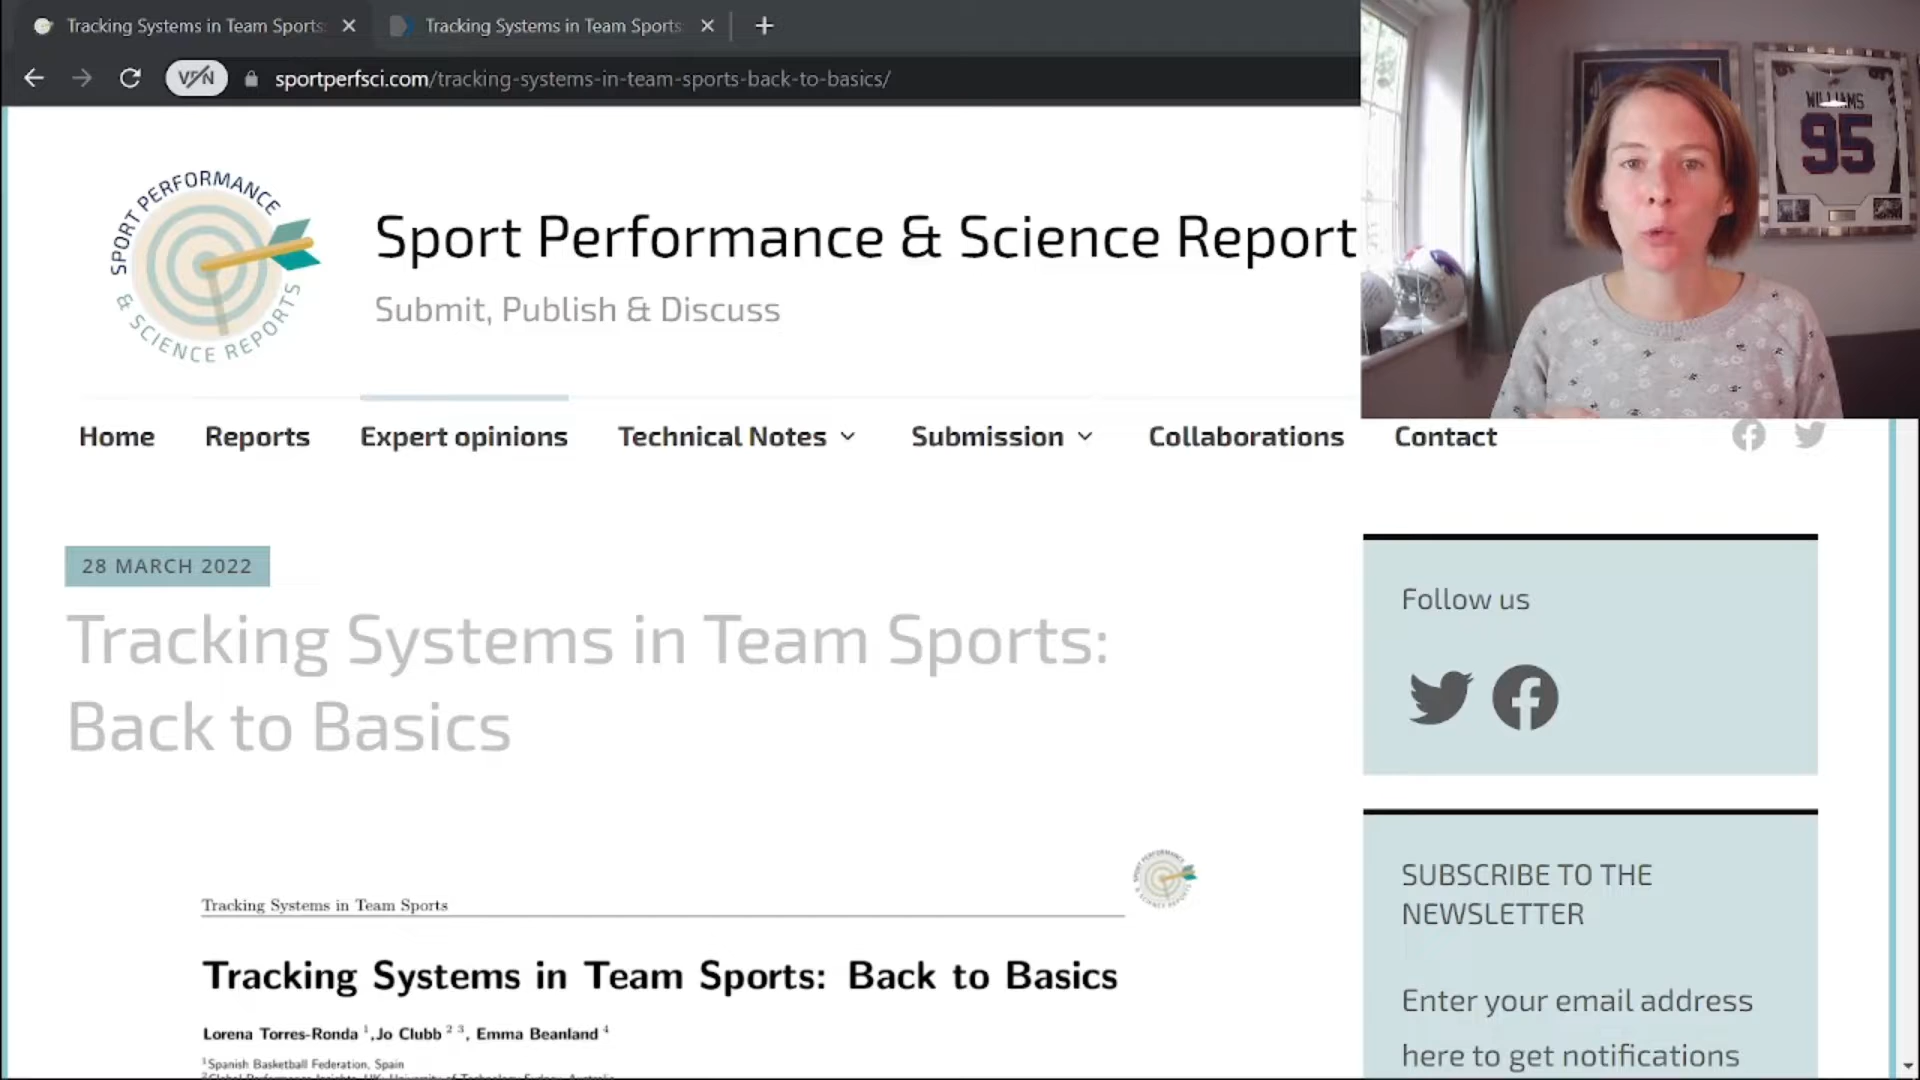 Tracking Systems in Team Sports
Tracking Systems in Team Sports
VPN
sportperfsci.com/tracking-systems-in-team-sports-back-to-basics/
WILLIAMS
95
SPORT PERFORMANCE
& SCIENCE REPORTS
Sport Performance & Science Report
Submit, Publish & Discuss
Home Reports Expert opinions Technical Notes Submission Collaborations Contact
28 MARCH 2022
Tracking Systems in Team Sports:
Back to Basics
Follow us
SUBSCRIBE TO THE
NEWSLETTER
Enter your email address
here to get notifications
Tracking Systems in Team Sports
Tracking Systems in Team Sports: Back to Basics
Lorena Torres-Ronda 1, Jo Clubb 2 3, Emma Beanland 4
1Spanish Basketball Federation, Spain